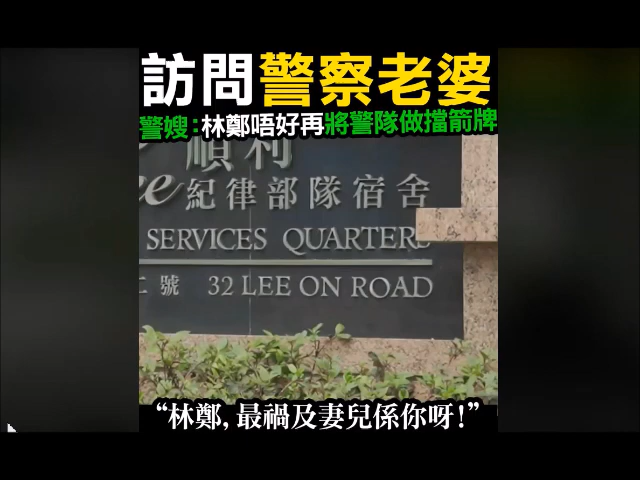 訪問警察老婆
警嫂：林鄭唔好再將警隊做擋箭牌
順利
紀律部隊宿舍
SERVICES QUARTERS
號 32 LEE ON ROAD
“林鄭, 最禍及妻兒係你呀!”